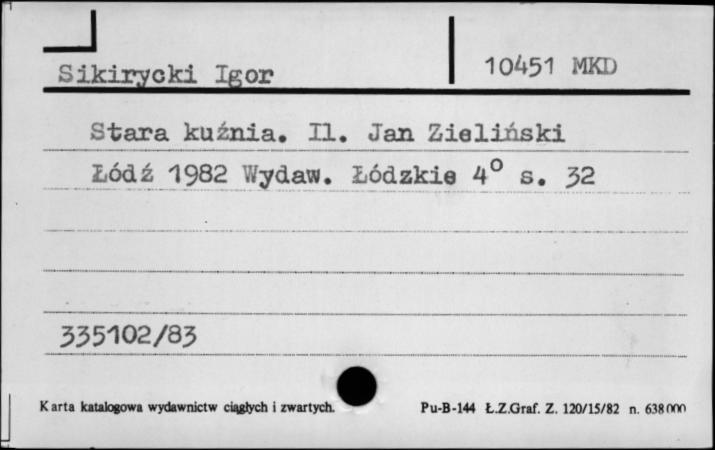 Sikirycki Igor
10451 MKD
Stara kuźnia. Il. Jan Zieliński
Łódź 1982 Wydaw. Łódzkie 4° s. 32
335102/83
Karta katalogowa wydawnictw ciągłych i zwartych.
Pu-B-144 Ł.Z.Graf. Z. 120/15/82 n. 638000